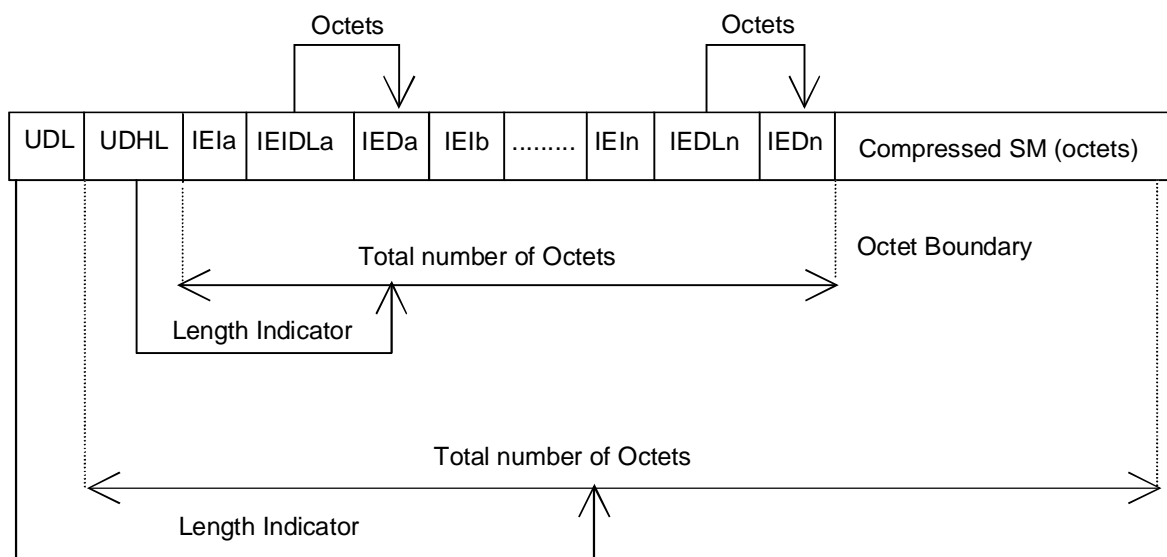 Octets Octets
UDL UDHL IEIa IEIDLa IEDa IEIb ......... IEIn IEDLn IEDn Compressed SM (octets)
Total number of Octets Octet Boundary
Length Indicator
Total number of Octets
Length Indicator